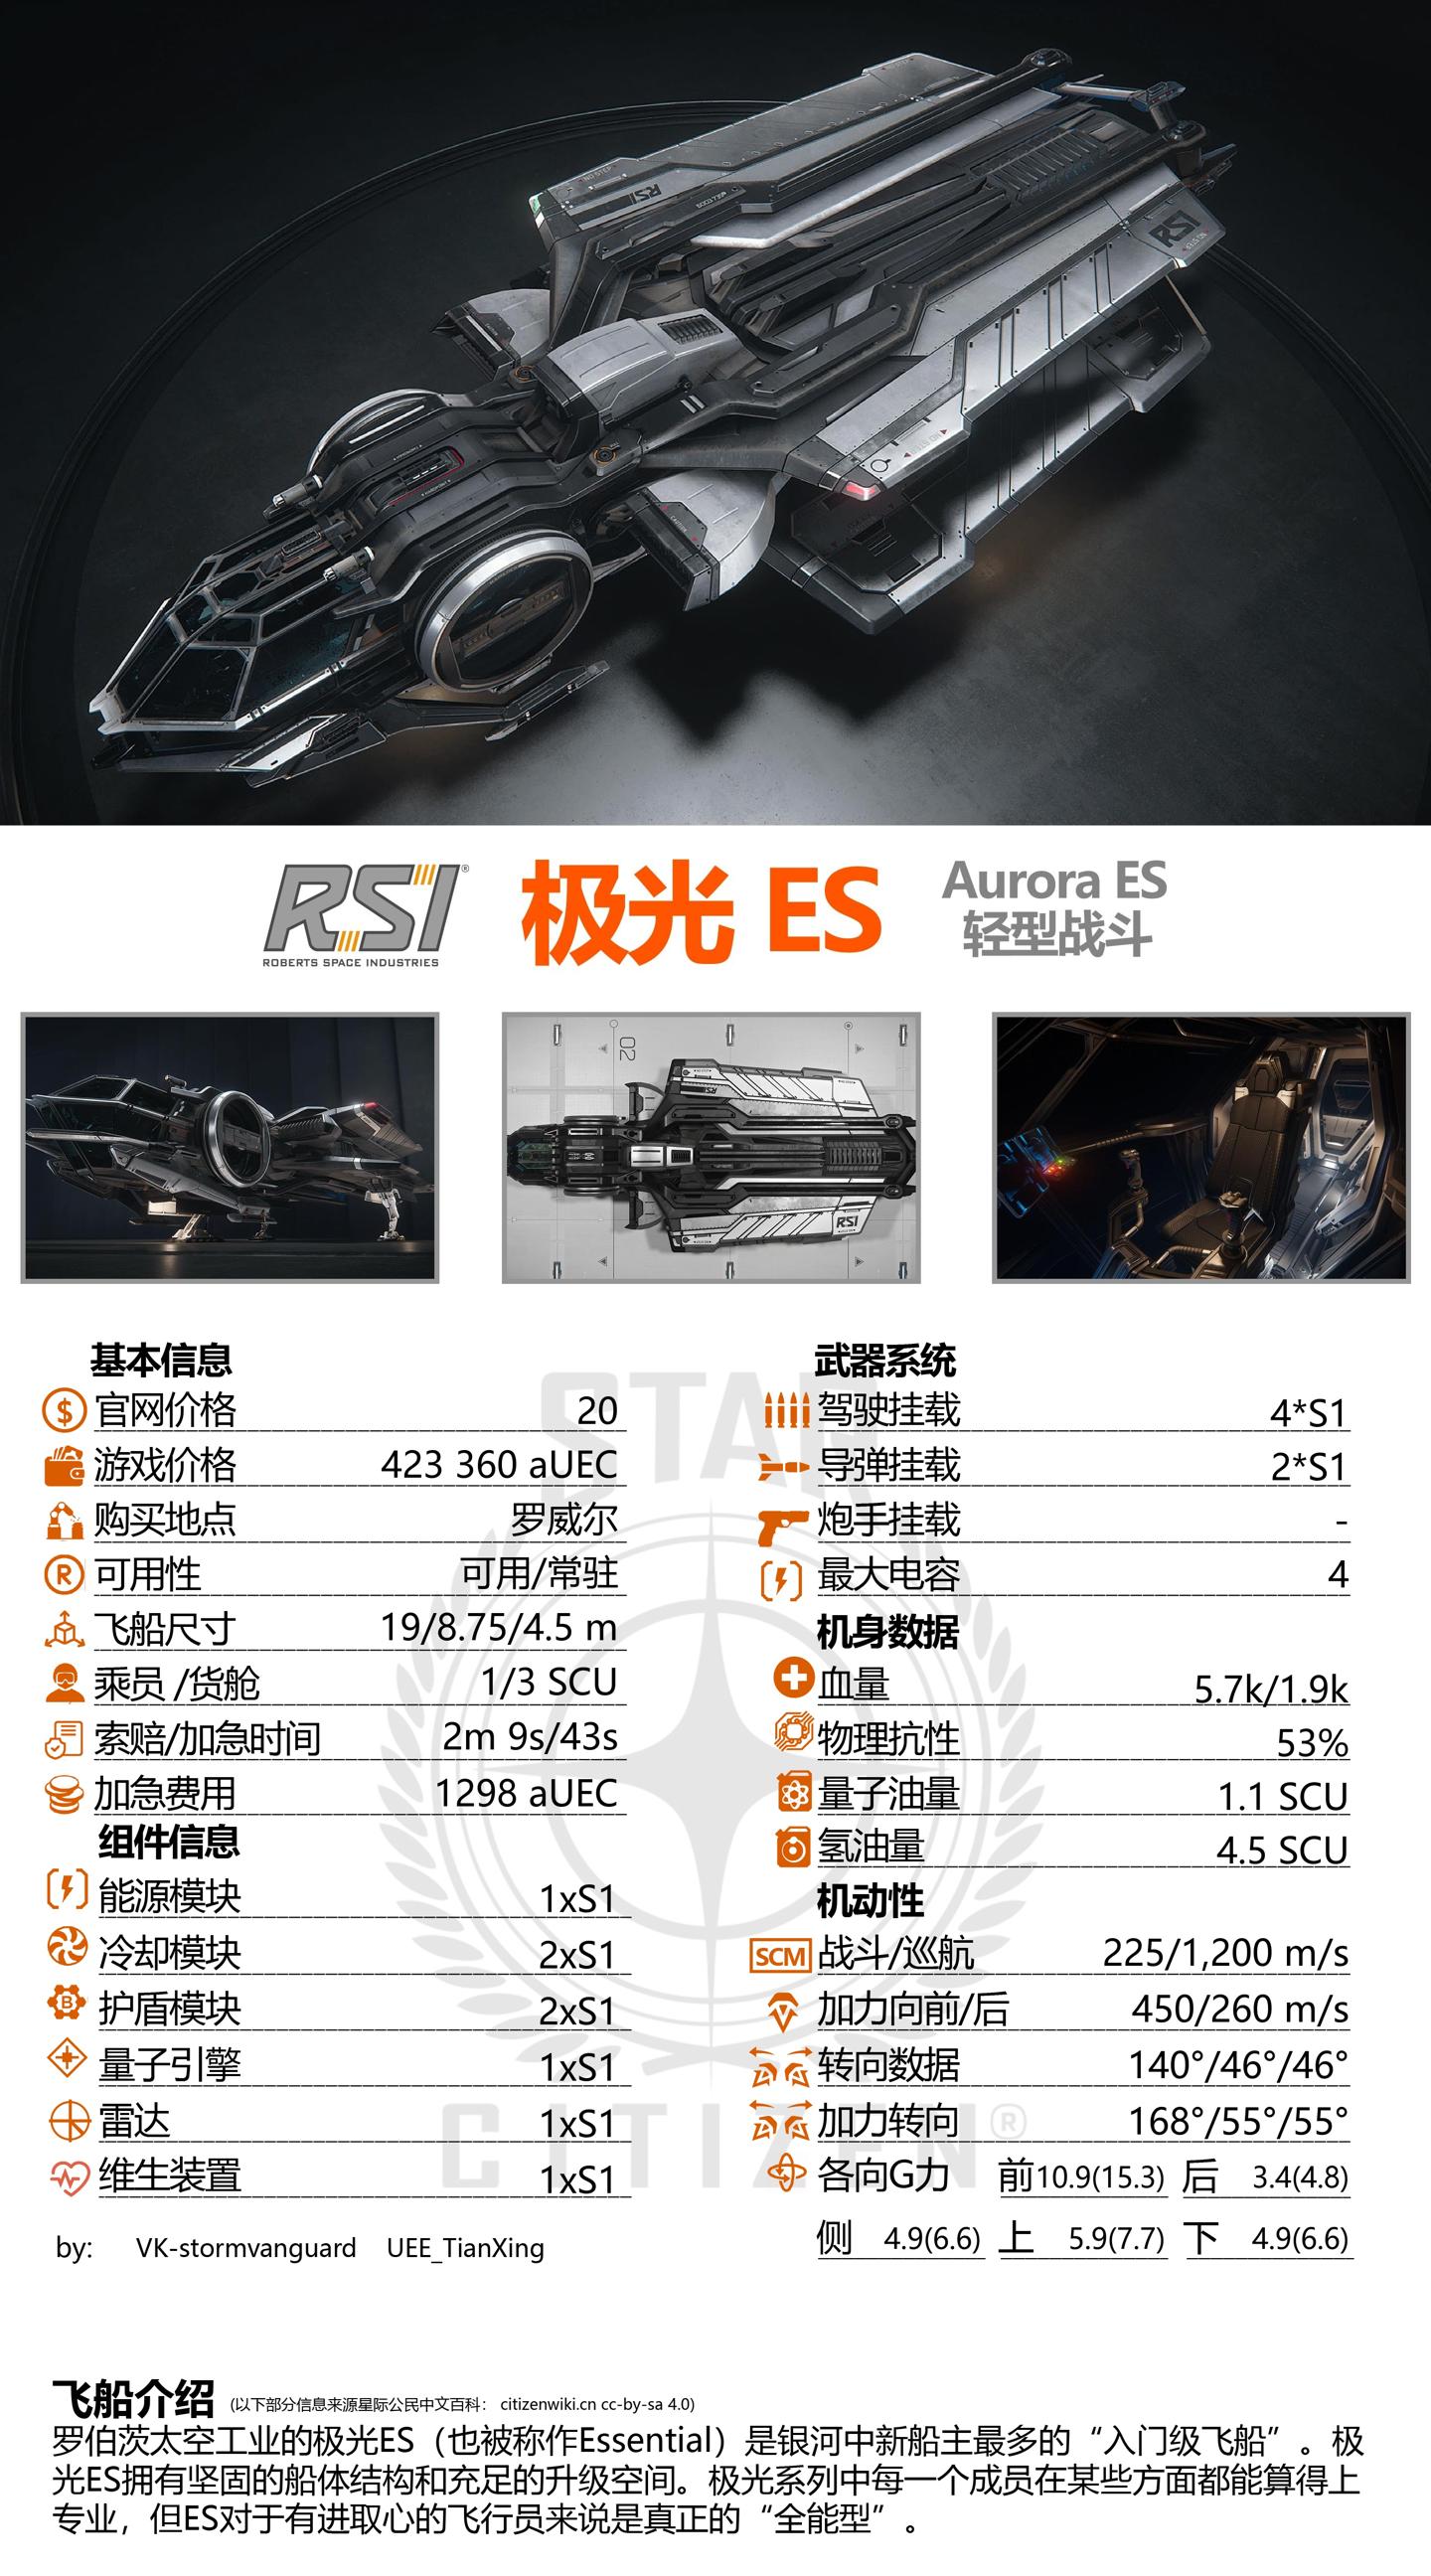 RSI
RSI
RSI®
ROBERTS SPACE INDUSTRIES
极光 ES
Aurora ES
轻型战斗
02
RSI
基本信息
官网价格 20
游戏价格 423 360 aUEC
购买地点 罗威尔
可用性 可用/常驻
飞船尺寸 19/8.75/4.5 m
乘员 /货舱 1/3 SCU
索赔/加急时间 2m 9s/43s
加急费用 1298 aUEC
组件信息
能源模块 1xS1
冷却模块 2xS1
护盾模块 2xS1
量子引擎 1xS1
雷达 1xS1
维生装置 1xS1
by: VK-stormvanguard UEE_TianXing
武器系统
驾驶挂载 4*S1
导弹挂载 2*S1
炮手挂载 -
最大电容 4
机身数据
血量 5.7k/1.9k
物理抗性 53%
量子油量 1.1 SCU
氢油量 4.5 SCU
机动性
SCM 战斗/巡航 225/1,200 m/s
加力向前/后 450/260 m/s
转向数据 140°/46°/46°
加力转向 168°/55°/55°
各向G力 前10.9(15.3) 后 3.4(4.8)
侧 4.9(6.6) 上 5.9(7.7) 下 4.9(6.6)
STAR
CITIZEN®
飞船介绍 (以下部分信息来源星际公民中文百科： citizenwiki.cn cc-by-sa 4.0)
罗伯茨太空工业的极光ES（也被称作Essential）是银河中新船主最多的“入门级飞船”。极
光ES拥有坚固的船体结构和充足的升级空间。极光系列中每一个成员在某些方面都能算得上
专业，但ES对于有进取心的飞行员来说是真正的“全能型”。